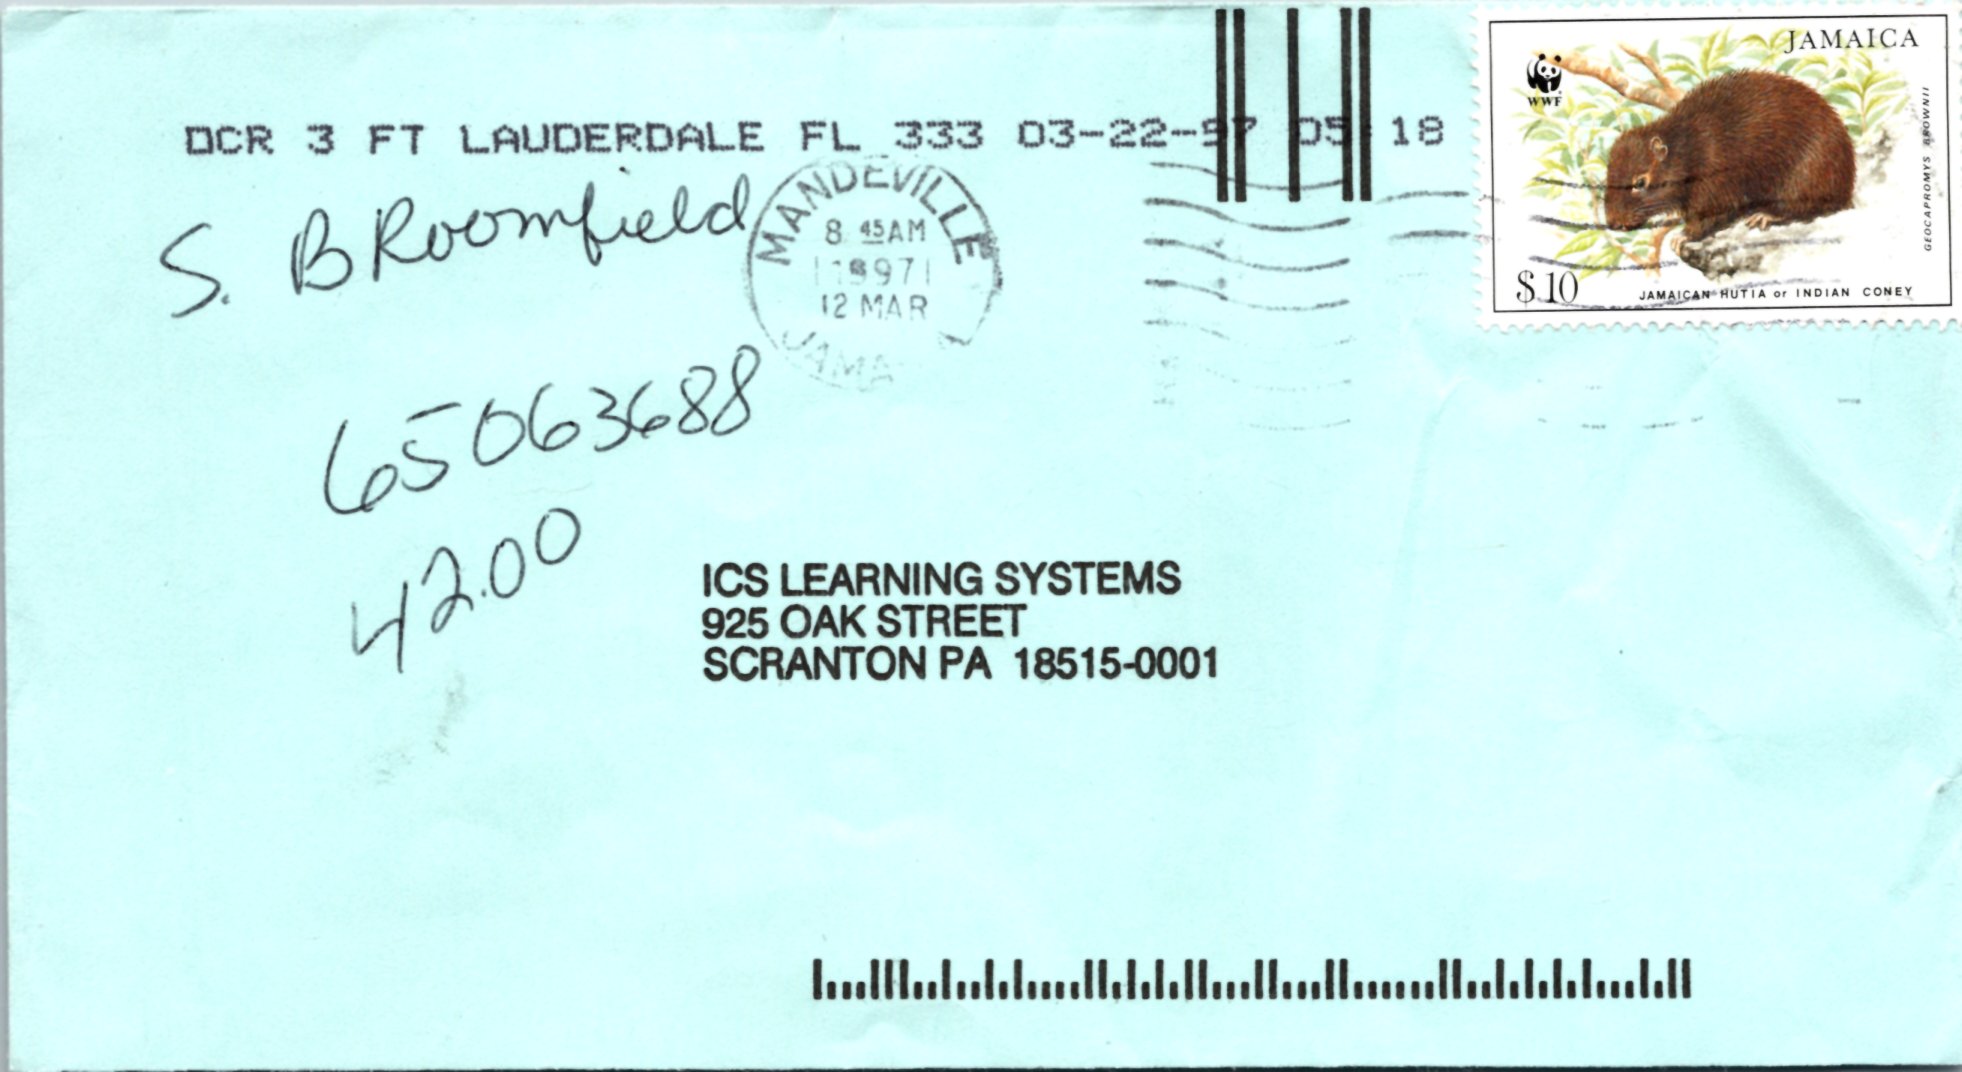 DCR 3 FT LAUDERDALE FL 333 03-22-97 05 18
S. BRoomfield
MANDEVILLE
8 45AM
1997
12 MAR
JAMA
JAMAICA
WWF
GEOCAPROMYS BROWNII
$10
JAMAICAN HUTIA or INDIAN CONEY
65063688
42.00
ICS LEARNING SYSTEMS
925 OAK STREET
SCRANTON PA 18515-0001